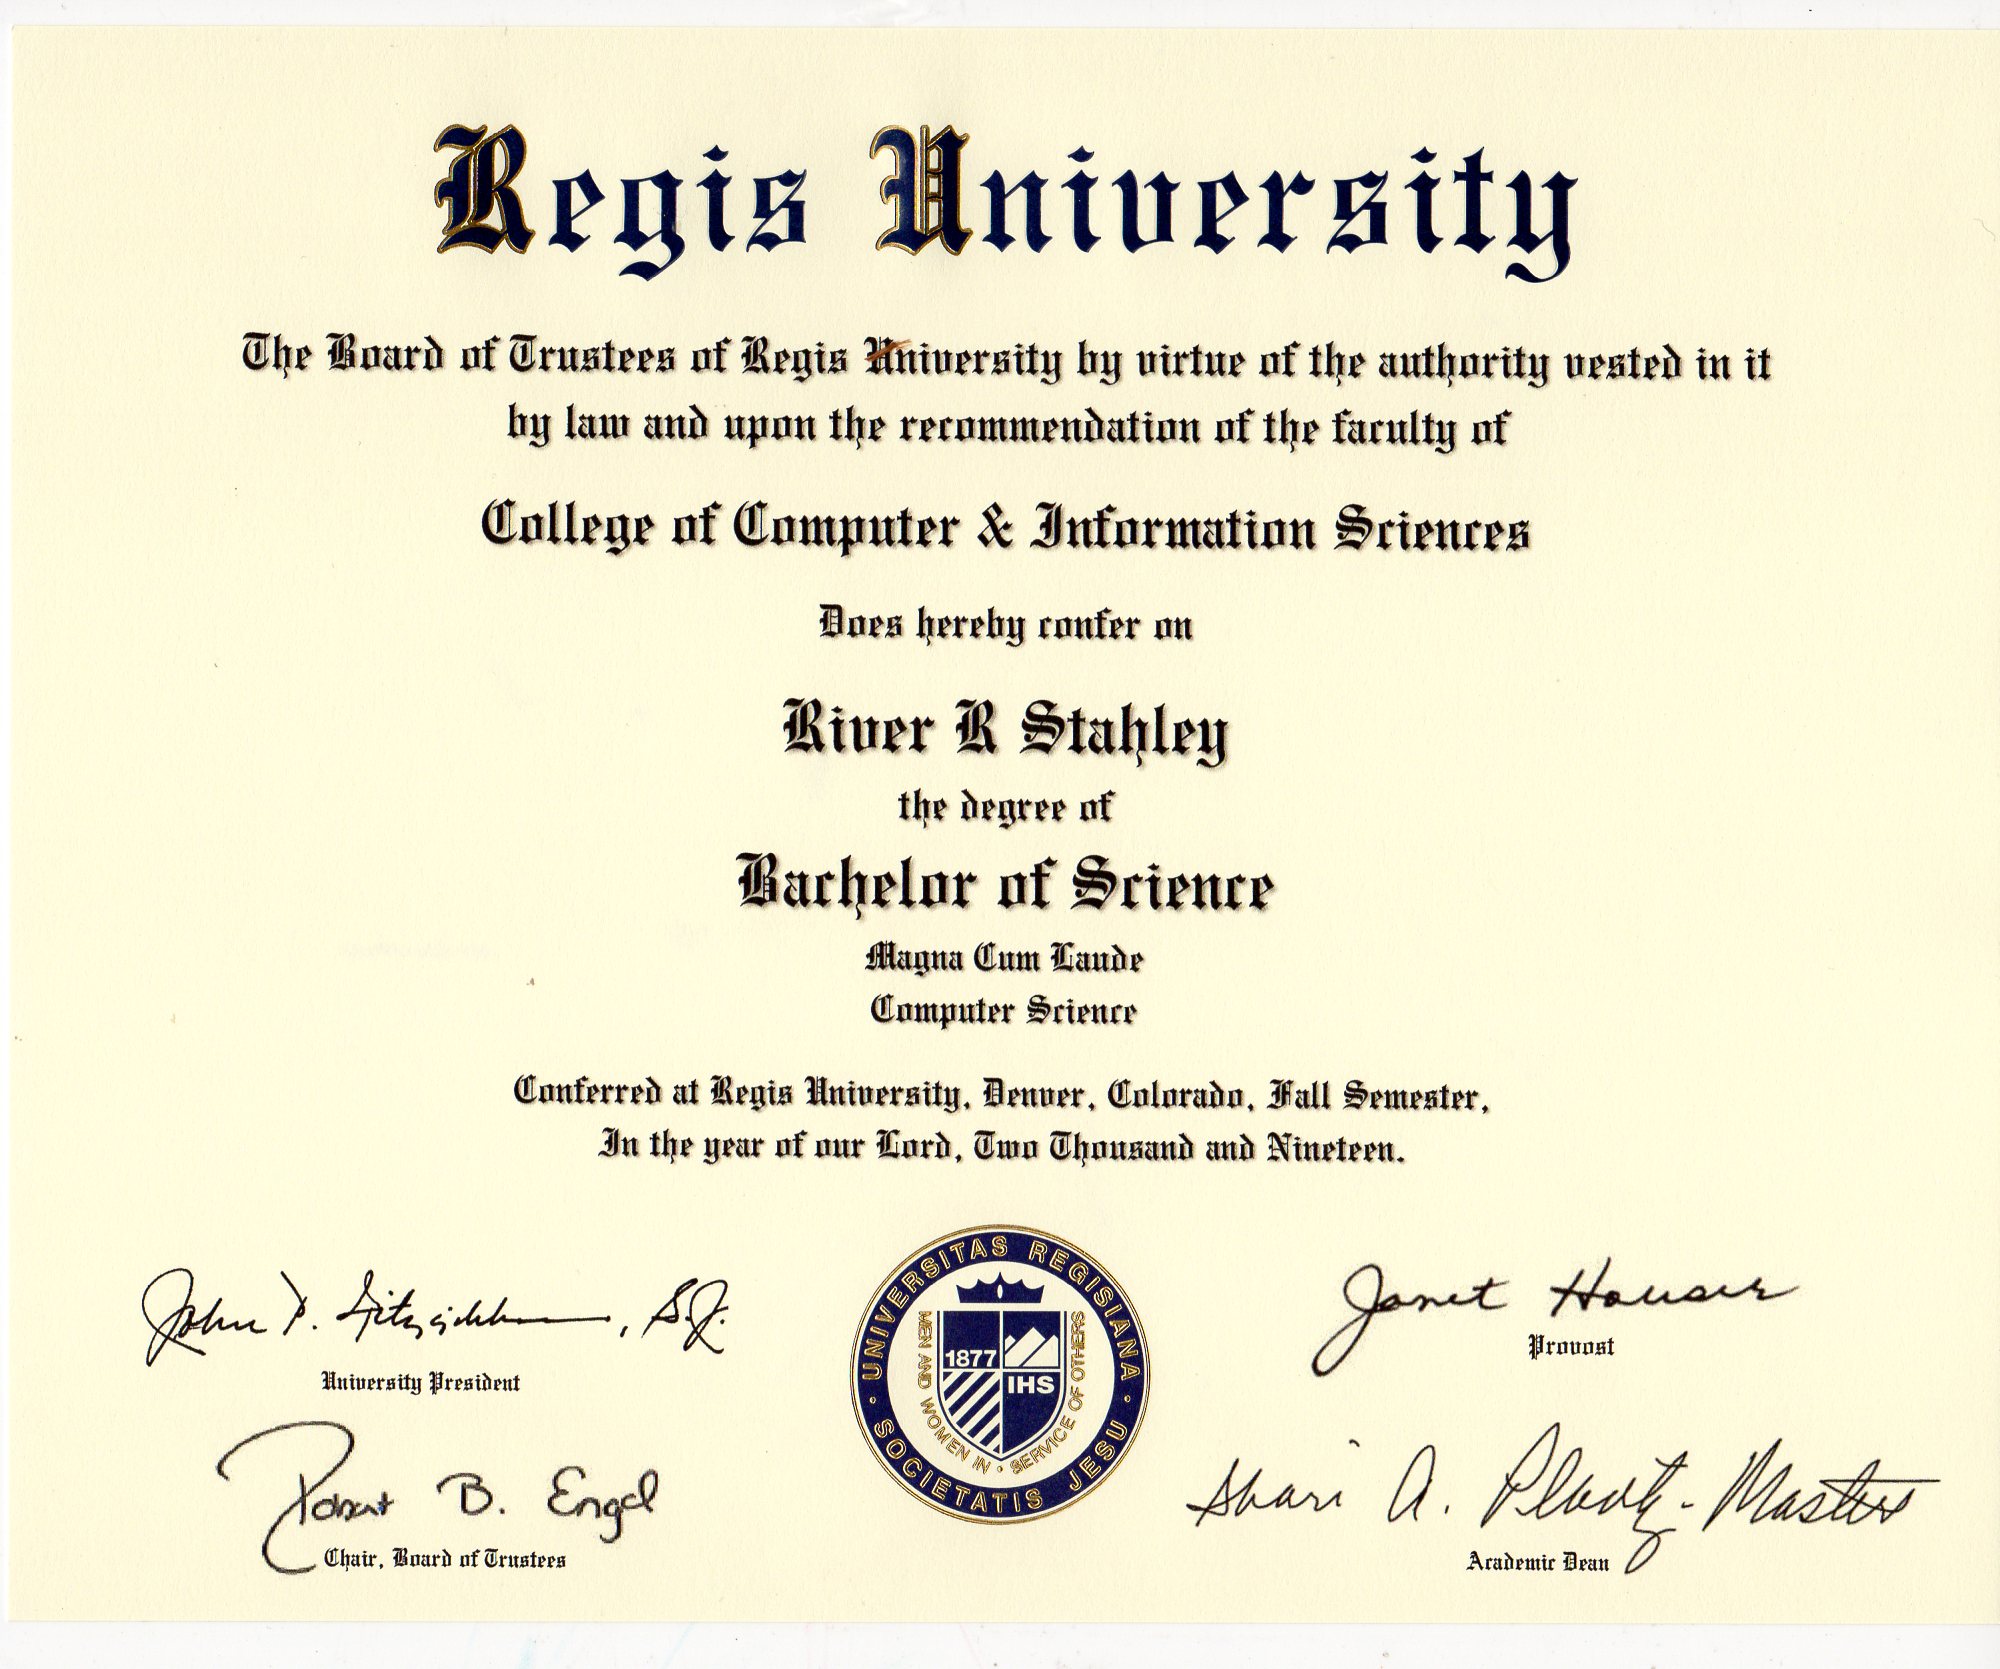 Regis University
The Board of Trustees of Regis University by virtue of the authority vested in it
by law and upon the recommendation of the faculty of
College of Computer & Information Sciences
Does hereby confer on
River R Stahley
the degree of
Bachelor of Science
Magna Cum Laude
Computer Science
Conferred at Regis University, Denver, Colorado, Fall Semester,
In the year of our Lord, Two Thousand and Nineteen.
John P. Fitzgibbons, S.J.
University President
Janet Houser
Provost
UNIVERSITAS REGISIANA
SOCIETATIS JESU
MEN AND WOMEN IN • SERVICE OF OTHERS
1877
IHS
Robert B. Engel
Chair, Board of Trustees
Shari A. Plantz-Masters
Academic Dean